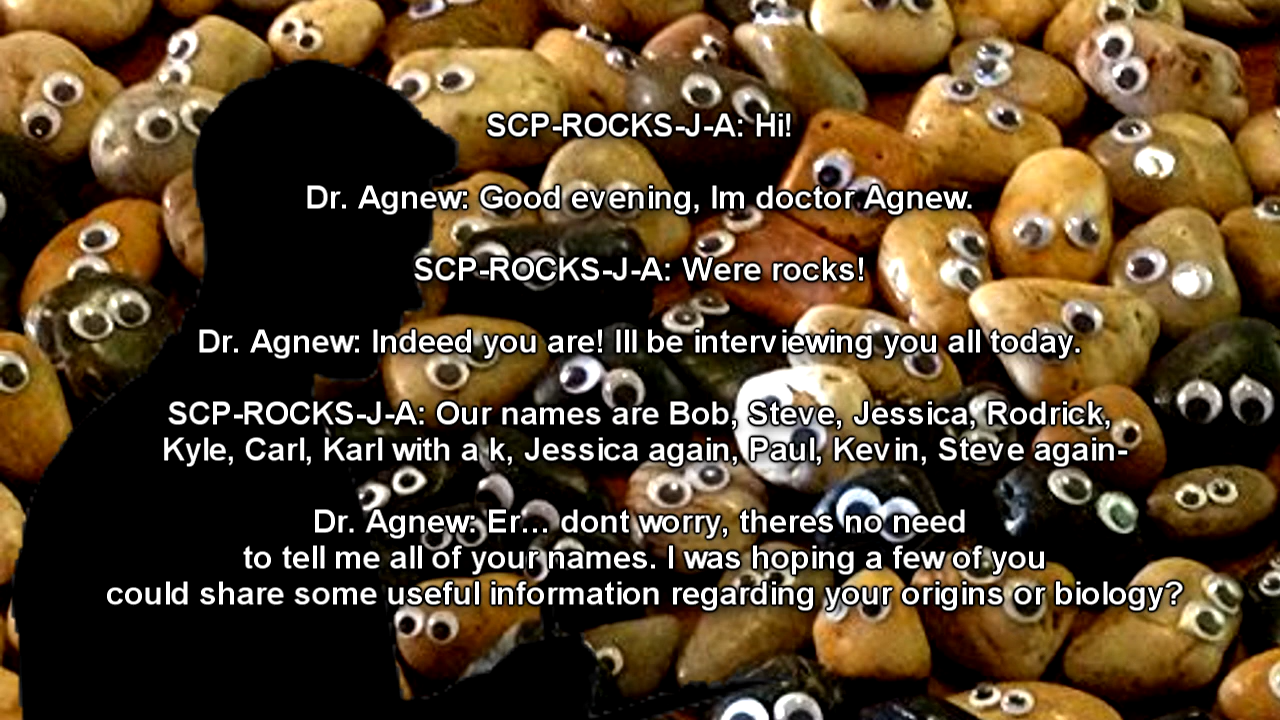 SCP-ROCKS-J-A: Hi!
Dr. Agnew: Good evening, Im doctor Agnew.
SCP-ROCKS-J-A: Were rocks!
Dr. Agnew: Indeed you are! Ill be interviewing you all today.
SCP-ROCKS-J-A: Our names are Bob, Steve, Jessica, Rodrick,
Kyle, Carl, Karl with a k, Jessica again, Paul, Kevin, Steve again-
Dr. Agnew: Er... dont worry, theres no need
to tell me all of your names. I was hoping a few of you
could share some useful information regarding your origins or biology?